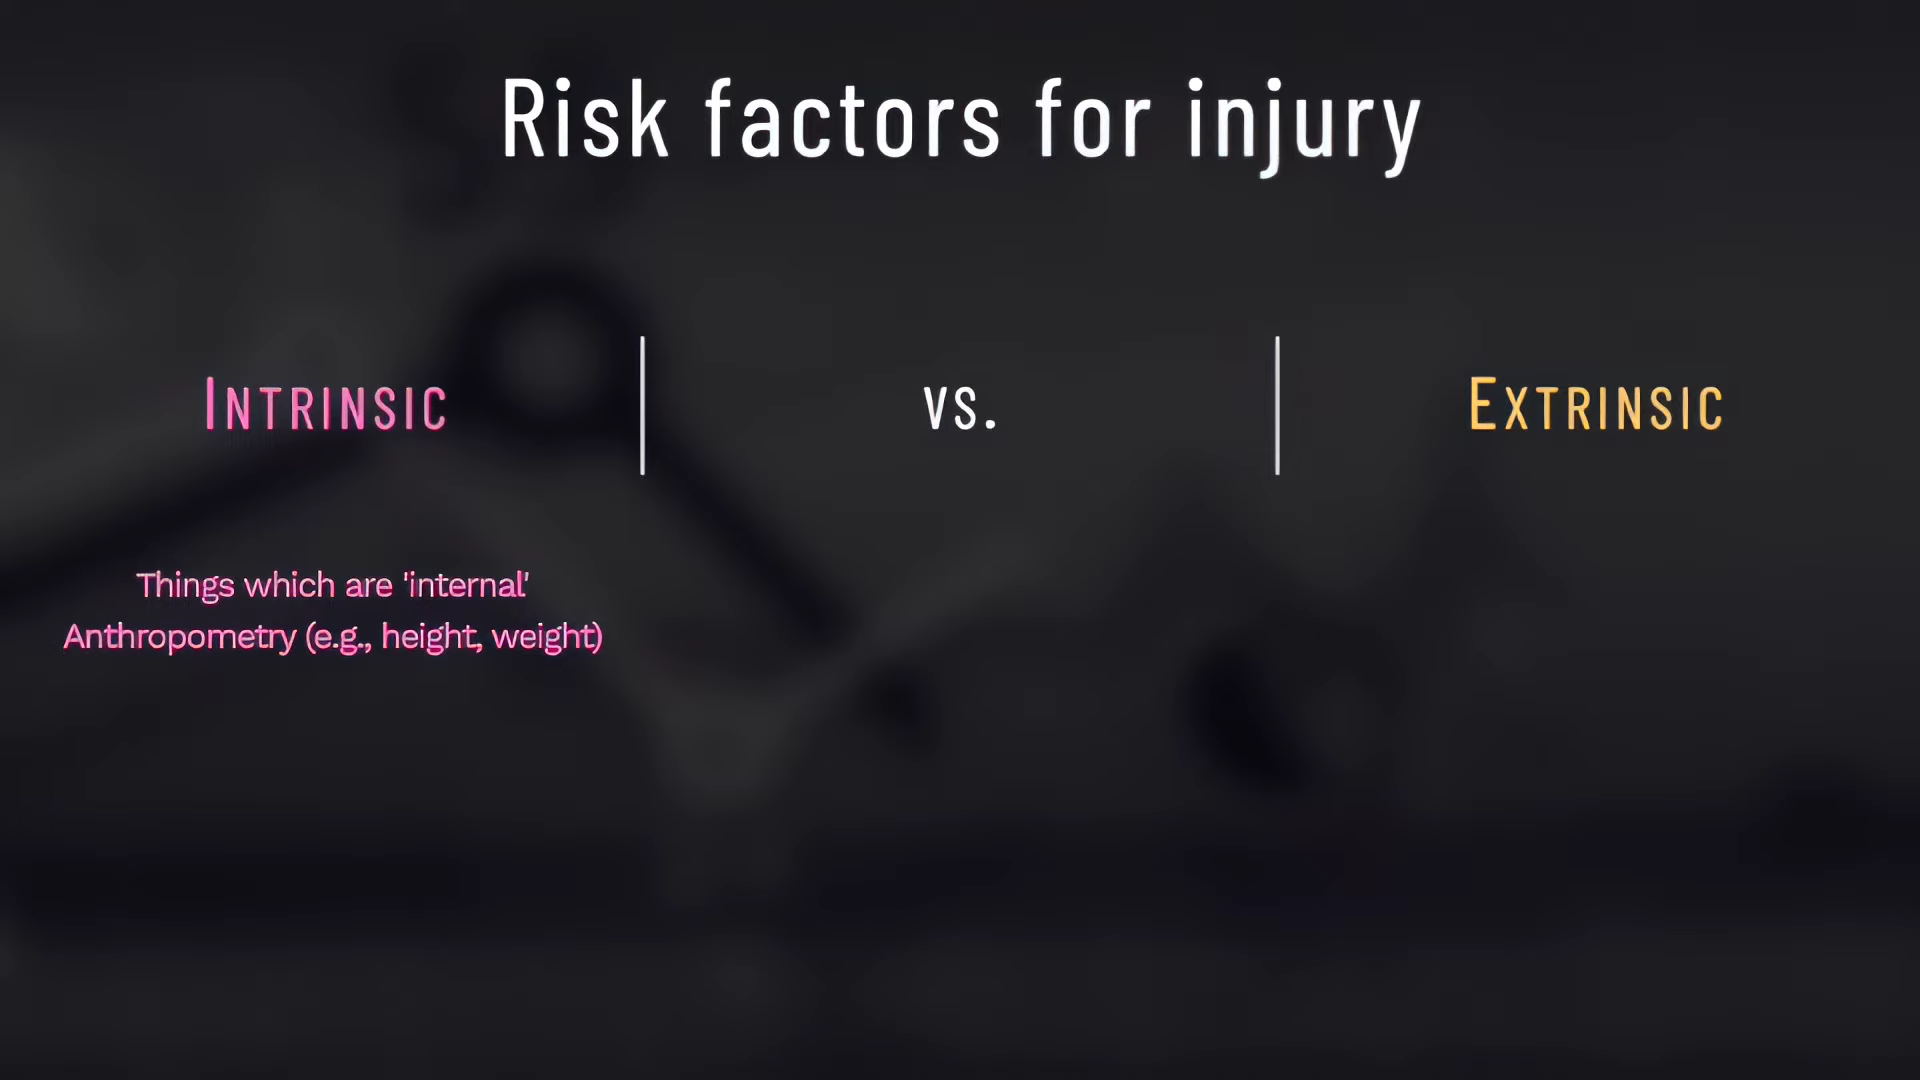 Risk factors for injury
Intrinsic
vs.
Extrinsic
Things which are 'internal'
Anthropometry (e.g., height, weight)